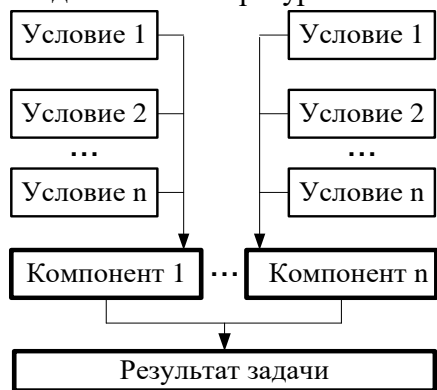 Условие 1 Условие 1
Условие 2 Условие 2
... ...
Условие n Условие n
Компонент 1 ... Компонент n
Результат задачи